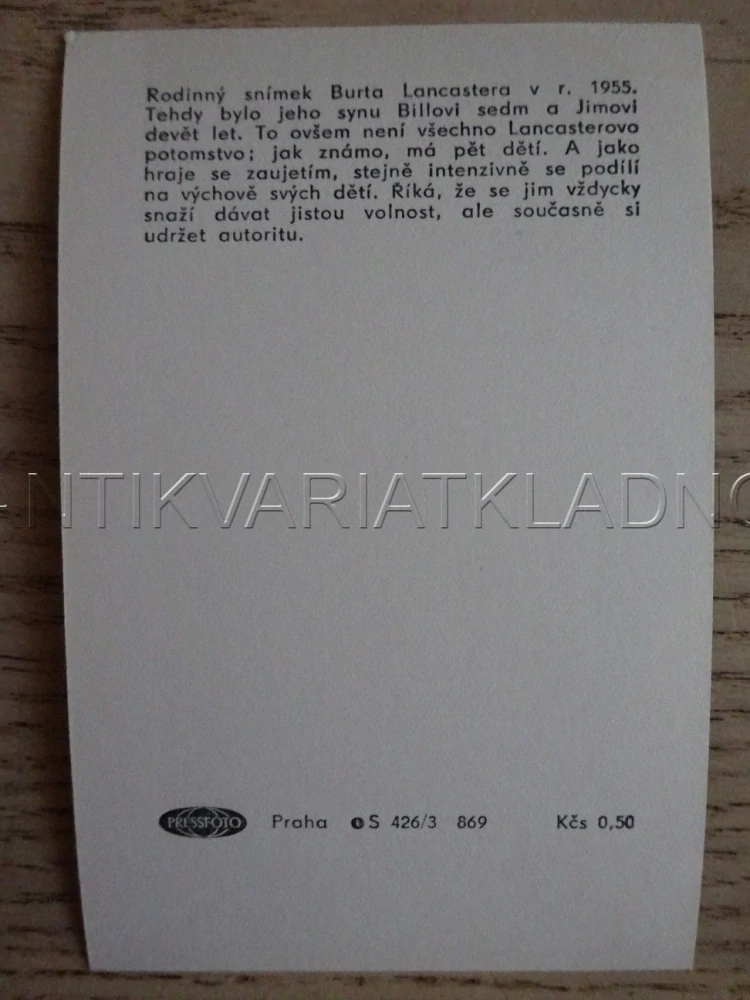 Rodinný snímek Burta Lancastera v r. 1955.
Tehdy bylo jeho synu Billovi sedm a Jimovi
devět let. To ovšem není všechno Lancasterovo
potomstvo; jak známo, má pět dětí. A jako
hraje se zaujetím, stejně intenzivně se podílí
na výchově svých dětí. Říká, že se jim vždycky
snaží dávat jistou volnost, ale současně si
udržet autoritu.
ANTIKVARIATKLADNO
PRESSFOTO Praha S 426/3 869 Kčs 0,50